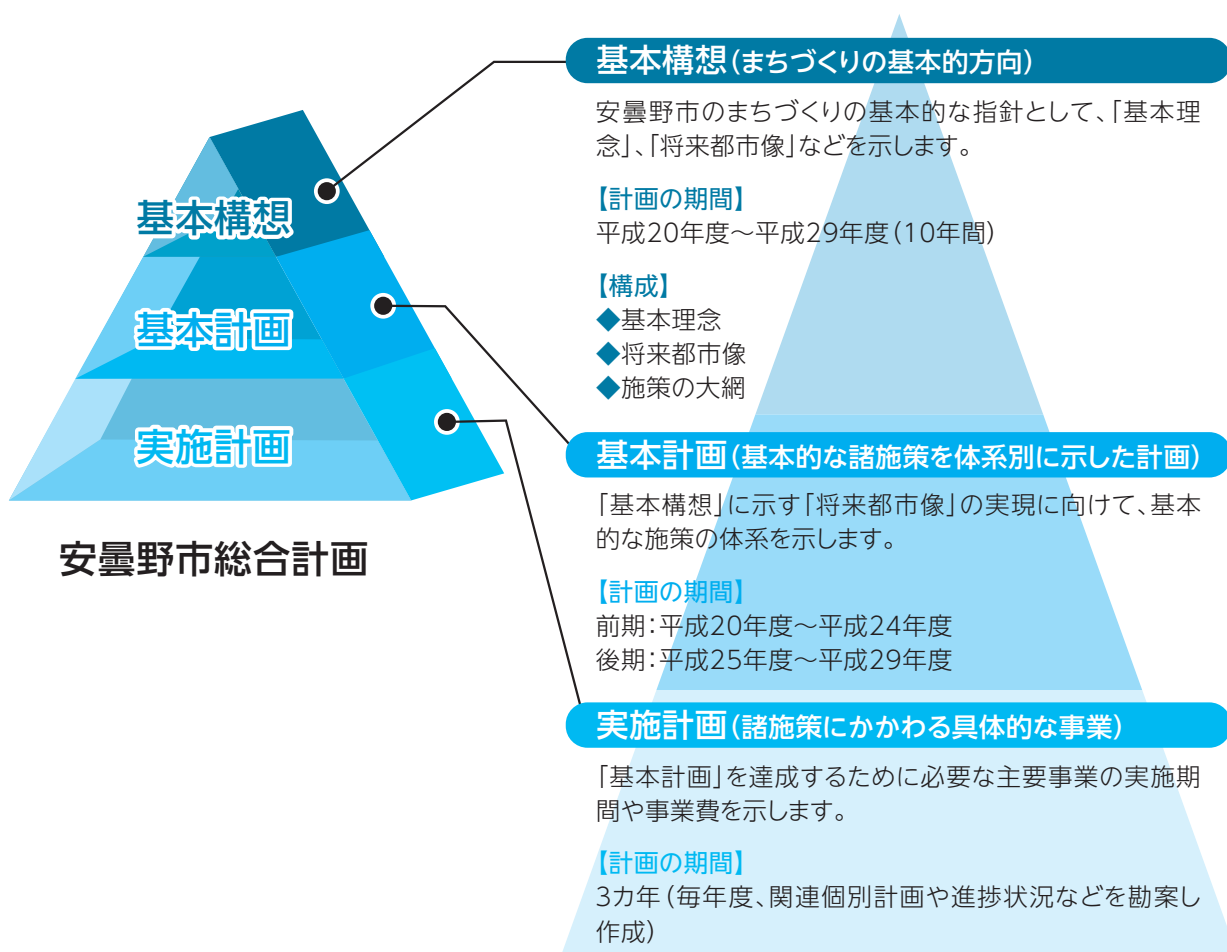 基本構想
基本計画
実施計画
安曇野市総合計画
基本構想(まちづくりの基本的方向)
安曇野市のまちづくりの基本的な指針として、「基本理
念」、「将来都市像」などを示します。
【計画の期間】
平成20年度~平成29年度(10年間)
【構成】
◆基本理念
◆将来都市像
◆施策の大綱
基本計画(基本的な諸施策を体系別に示した計画)
「基本構想」に示す「将来都市像」の実現に向けて、基本
的な施策の体系を示します。
【計画の期間】
前期:平成20年度~平成24年度
後期:平成25年度~平成29年度
実施計画(諸施策にかかわる具体的な事業)
「基本計画」を達成するために必要な主要事業の実施期
間や事業費を示します。
【計画の期間】
3カ年(毎年度、関連個別計画や進捗状況などを勘案し
作成)